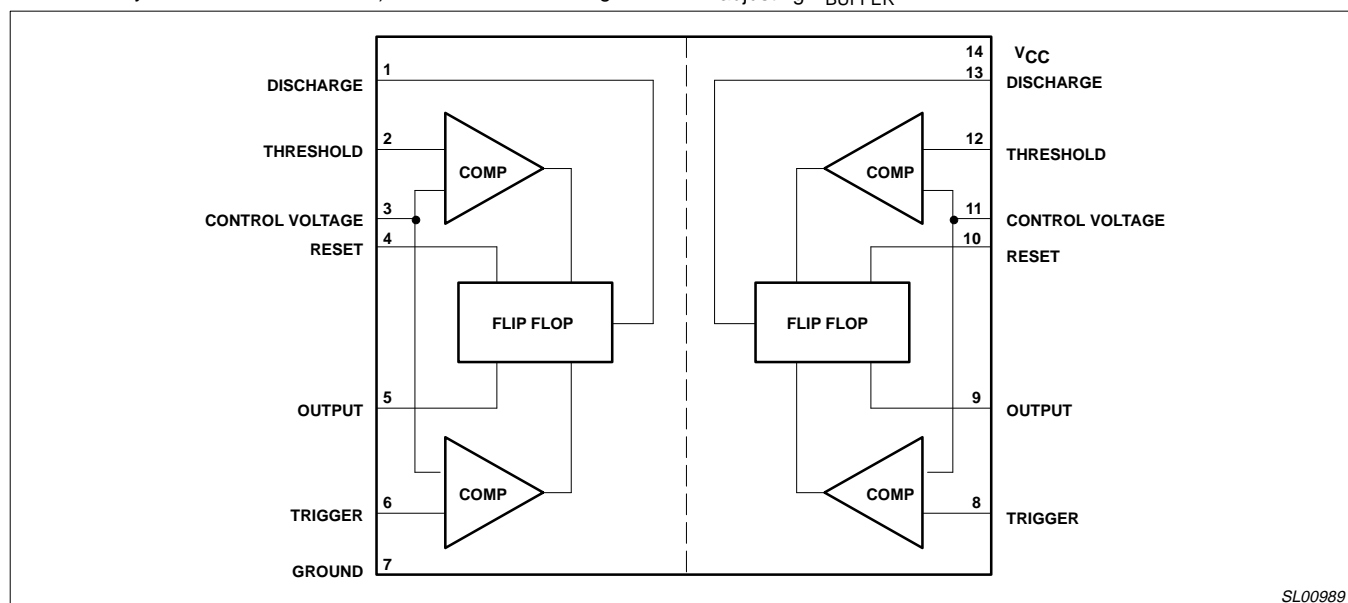 BUFFER
14 VCC
1 13
DISCHARGE DISCHARGE
2 12
THRESHOLD THRESHOLD
COMP COMP
3 11
CONTROL VOLTAGE CONTROL VOLTAGE
4 10
RESET RESET
FLIP FLOP FLIP FLOP
5 9
OUTPUT OUTPUT
COMP COMP
6 8
TRIGGER TRIGGER
7
GROUND
SL00989